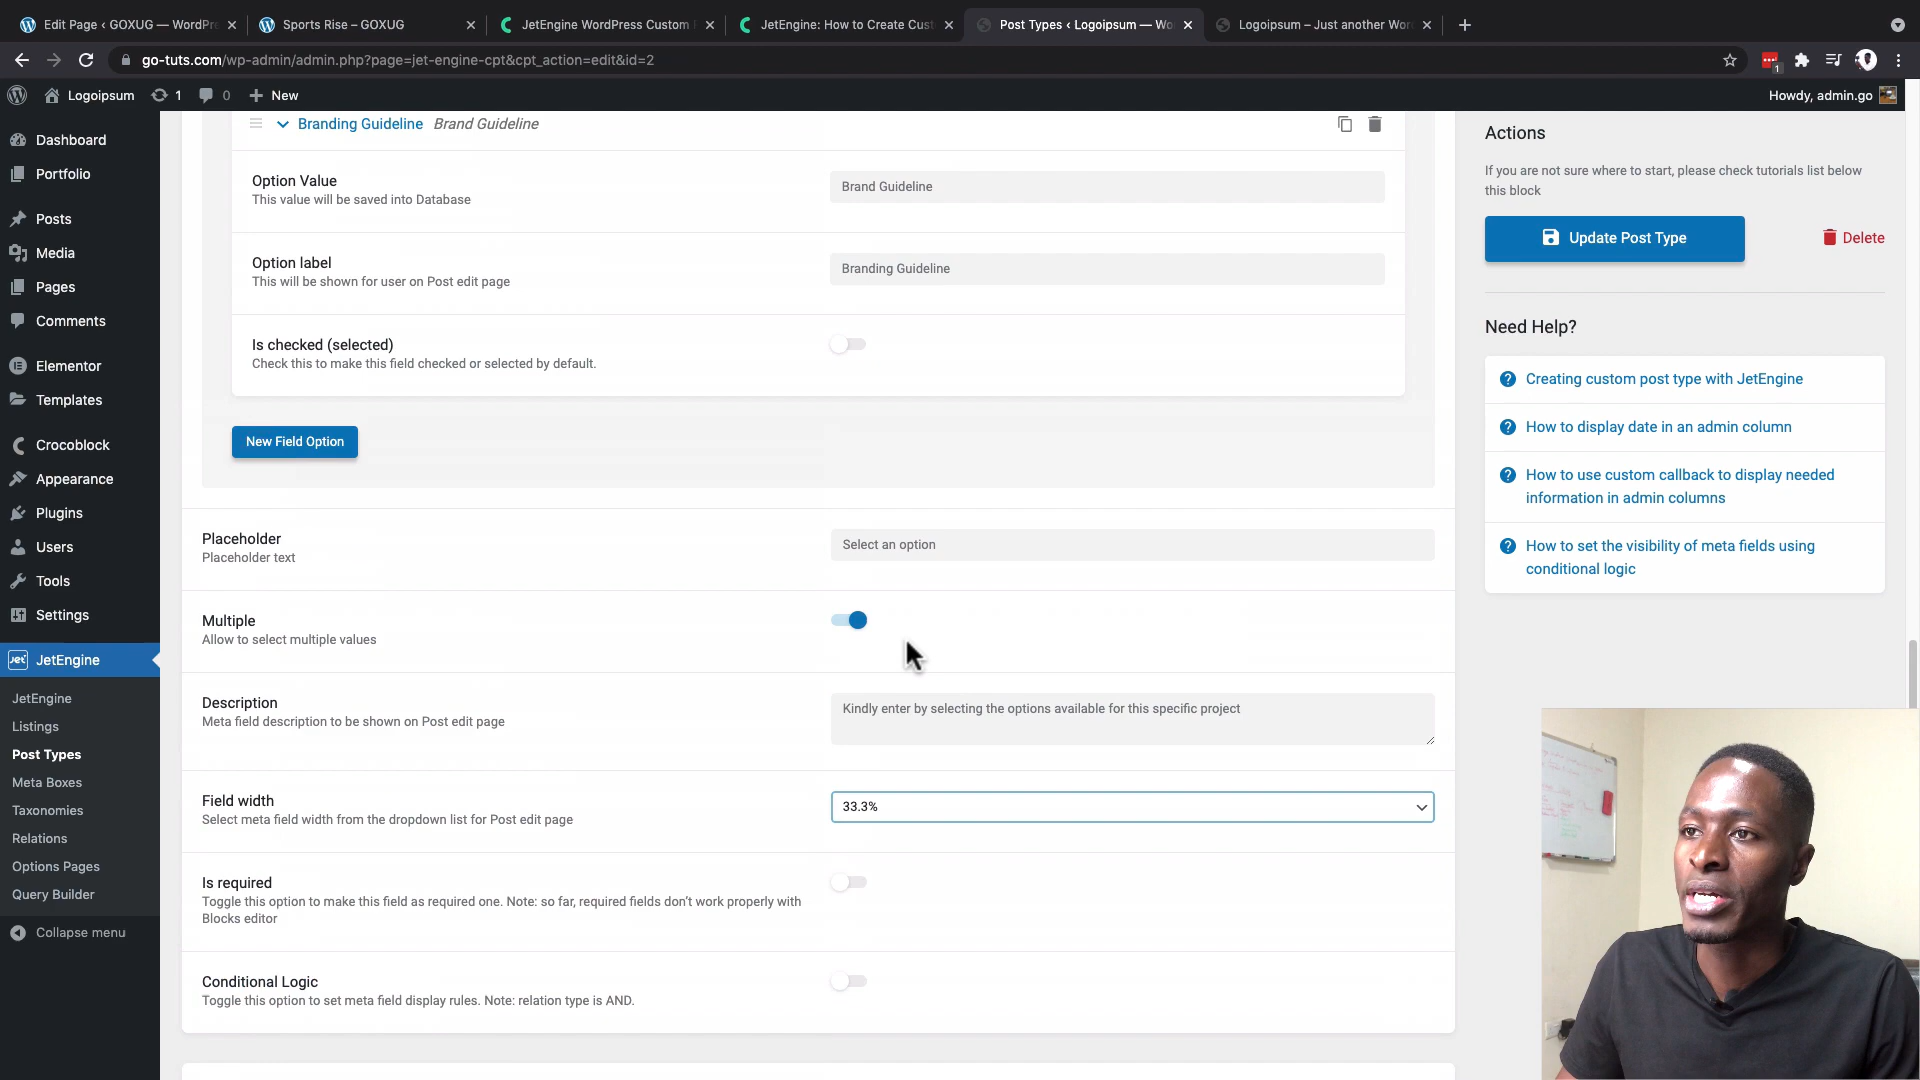 Edit Page ‹ GOXUG — WordPre
Sports Rise – GOXUG
JetEngine WordPress Custom
JetEngine: How to Create Cust
Post Types ‹ Logoipsum — Wo
Logoipsum – Just another Wor
go-tuts.com/wp-admin/admin.php?page=jet-engine-cpt&cpt_action=edit&id=2
1
Logoipsum
1
0
New
Howdy, admin.go
Dashboard
Portfolio
Posts
Media
Pages
Comments
Elementor
Templates
Crocoblock
Appearance
Plugins
Users
Tools
Settings
Jet
JetEngine
JetEngine
Listings
Post Types
Meta Boxes
Taxonomies
Relations
Options Pages
Query Builder
Collapse menu
Branding Guideline Brand Guideline
Option Value
This value will be saved into Database
Brand Guideline
Option label
This will be shown for user on Post edit page
Branding Guideline
Is checked (selected)
Check this to make this field checked or selected by default.
New Field Option
Placeholder
Placeholder text
Select an option
Multiple
Allow to select multiple values
Description
Meta field description to be shown on Post edit page
Kindly enter by selecting the options available for this specific project
Field width
Select meta field width from the dropdown list for Post edit page
33.3%
Is required
Toggle this option to make this field as required one. Note: so far, required fields don't work properly with
Blocks editor
Conditional Logic
Toggle this option to set meta field display rules. Note: relation type is AND.
Actions
If you are not sure where to start, please check tutorials list below
this block
Update Post Type
Delete
Need Help?
Creating custom post type with JetEngine
How to display date in an admin column
How to use custom callback to display needed
information in admin columns
How to set the visibility of meta fields using
conditional logic